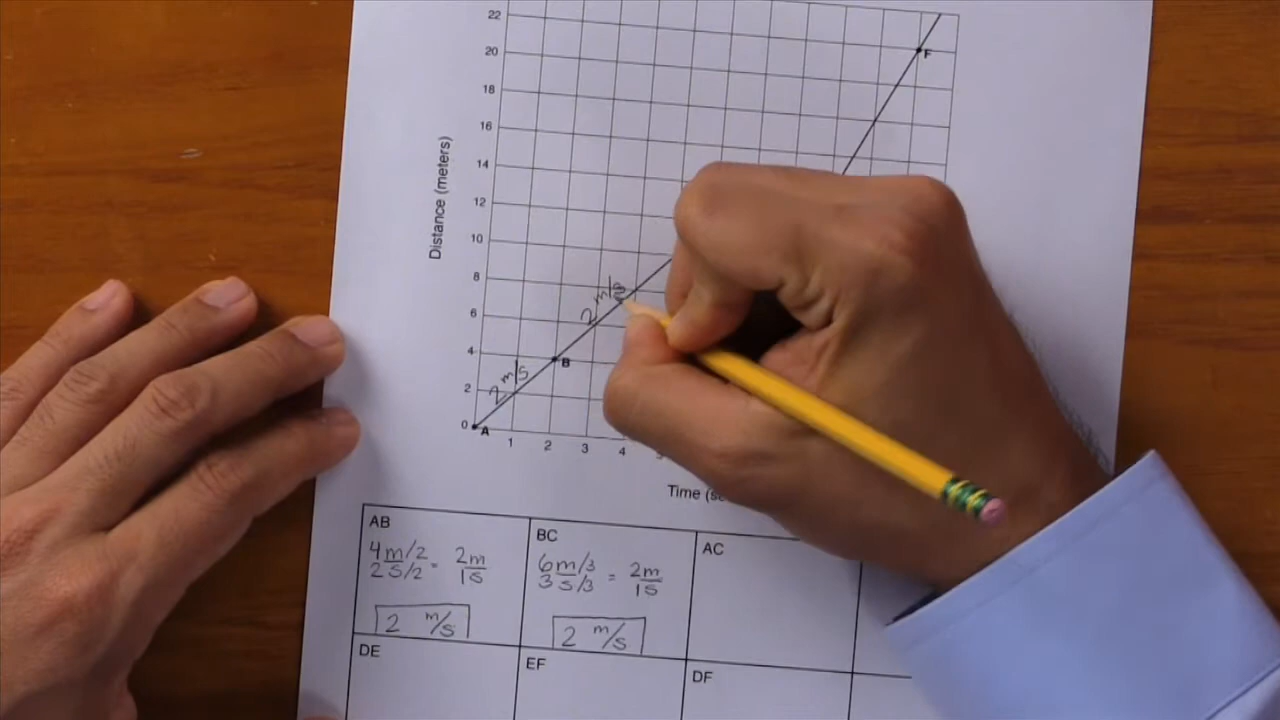 22
20
18
16
14
12
10
8
6
4
2
0
Distance (meters)
F
2 m/s
B
2 m/s
A
1 2 3 4
Time (se
AB
4m/2
2s/2 = 2m
1s
2 m/s
BC
6m/3
3s/3 = 2m
1s
2 m/s
AC
DE
EF
DF